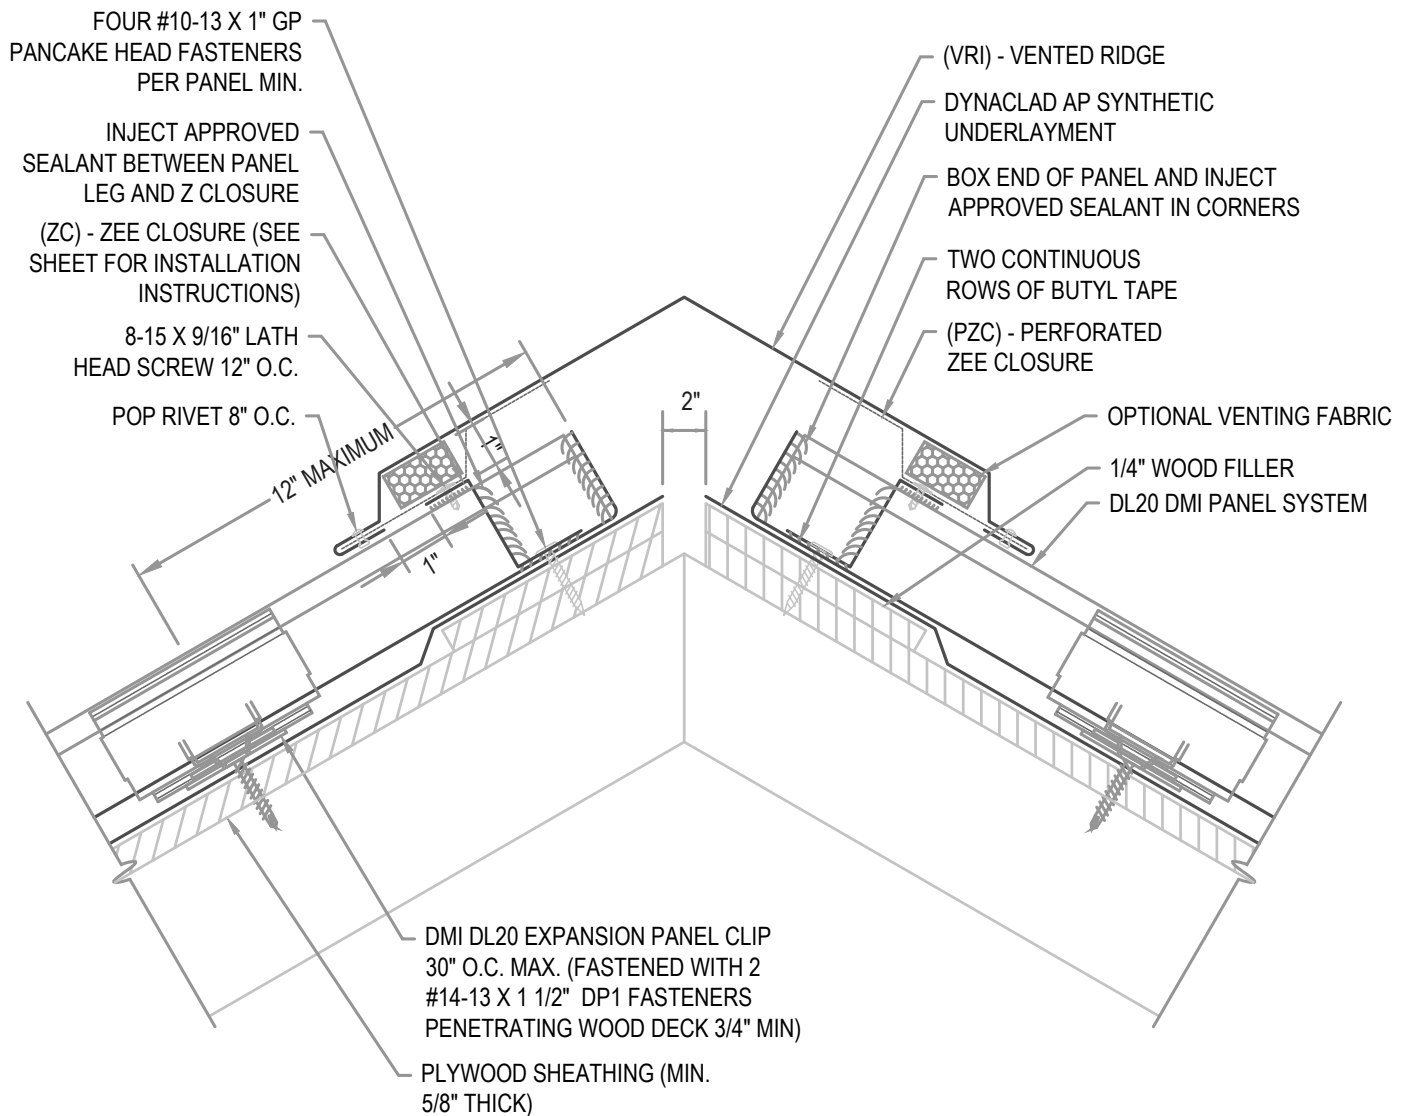 FOUR #10-13 X 1" GP
PANCAKE HEAD FASTENERS
PER PANEL MIN.
INJECT APPROVED
SEALANT BETWEEN PANEL
LEG AND Z CLOSURE
(ZC) - ZEE CLOSURE (SEE
SHEET FOR INSTALLATION
INSTRUCTIONS)
8-15 X 9/16" LATH
HEAD SCREW 12" O.C.
POP RIVET 8" O.C.
12" MAXIMUM
1"
1"
2"
(VRI) - VENTED RIDGE
DYNACLAD AP SYNTHETIC
UNDERLAYMENT
BOX END OF PANEL AND INJECT
APPROVED SEALANT IN CORNERS
TWO CONTINUOUS
ROWS OF BUTYL TAPE
(PZC) - PERFORATED
ZEE CLOSURE
OPTIONAL VENTING FABRIC
1/4" WOOD FILLER
DL20 DMI PANEL SYSTEM
DMI DL20 EXPANSION PANEL CLIP
30" O.C. MAX. (FASTENED WITH 2
#14-13 X 1 1/2" DP1 FASTENERS
PENETRATING WOOD DECK 3/4" MIN)
PLYWOOD SHEATHING (MIN.
5/8" THICK)